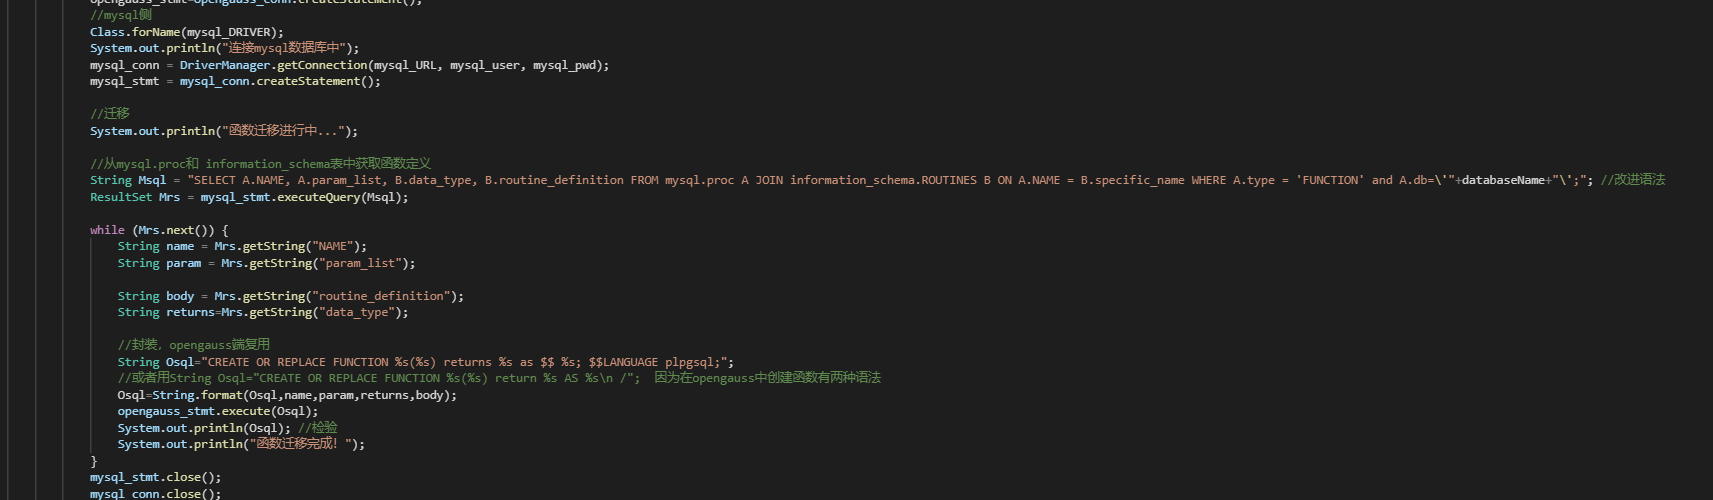 opengauss_stmt=opengauss_conn.createStatement();
//mysql侧
Class.forName(mysql_DRIVER);
System.out.println("连接mysql数据库中");
mysql_conn = DriverManager.getConnection(mysql_URL, mysql_user, mysql_pwd);
mysql_stmt = mysql_conn.createStatement();
//迁移
System.out.println("函数迁移进行中...");
//从mysql.proc和 information_schema表中获取函数定义
String Msql = "SELECT A.NAME, A.param_list, B.data_type, B.routine_definition FROM mysql.proc A JOIN information_schema.ROUTINES B ON A.NAME = B.specific_name WHERE A.type = 'FUNCTION' and A.db=\'"+databaseName+"\';"; //改进语法
ResultSet Mrs = mysql_stmt.executeQuery(Msql);
while (Mrs.next()) {
String name = Mrs.getString("NAME");
String param = Mrs.getString("param_list");
String body = Mrs.getString("routine_definition");
String returns=Mrs.getString("data_type");
//封装, opengauss端复用
String Osql="CREATE OR REPLACE FUNCTION %s(%s) returns %s as $$ %s; $$LANGUAGE plpgsql;";
//或者用String Osql="CREATE OR REPLACE FUNCTION %s(%s) return %s AS %s\n /";  因为在opengauss中创建函数有两种语法
Osql=String.format(Osql,name,param,returns,body);
opengauss_stmt.execute(Osql);
System.out.println(Osql); //检验
System.out.println("函数迁移完成！");
}
mysql_stmt.close();
mysql_conn.close();